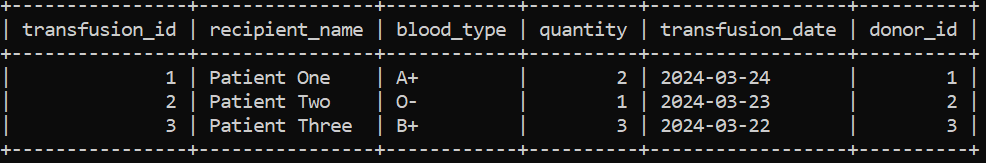 +----------------+----------------+------------+----------+------------------+----------+
| transfusion_id | recipient_name | blood_type | quantity | transfusion_date | donor_id |
+----------------+----------------+------------+----------+------------------+----------+
|              1 | Patient One    | A+         |        2 | 2024-03-24       |        1 |
|              2 | Patient Two    | O-         |        1 | 2024-03-23       |        2 |
|              3 | Patient Three  | B+         |        3 | 2024-03-22       |        3 |
+----------------+----------------+------------+----------+------------------+----------+